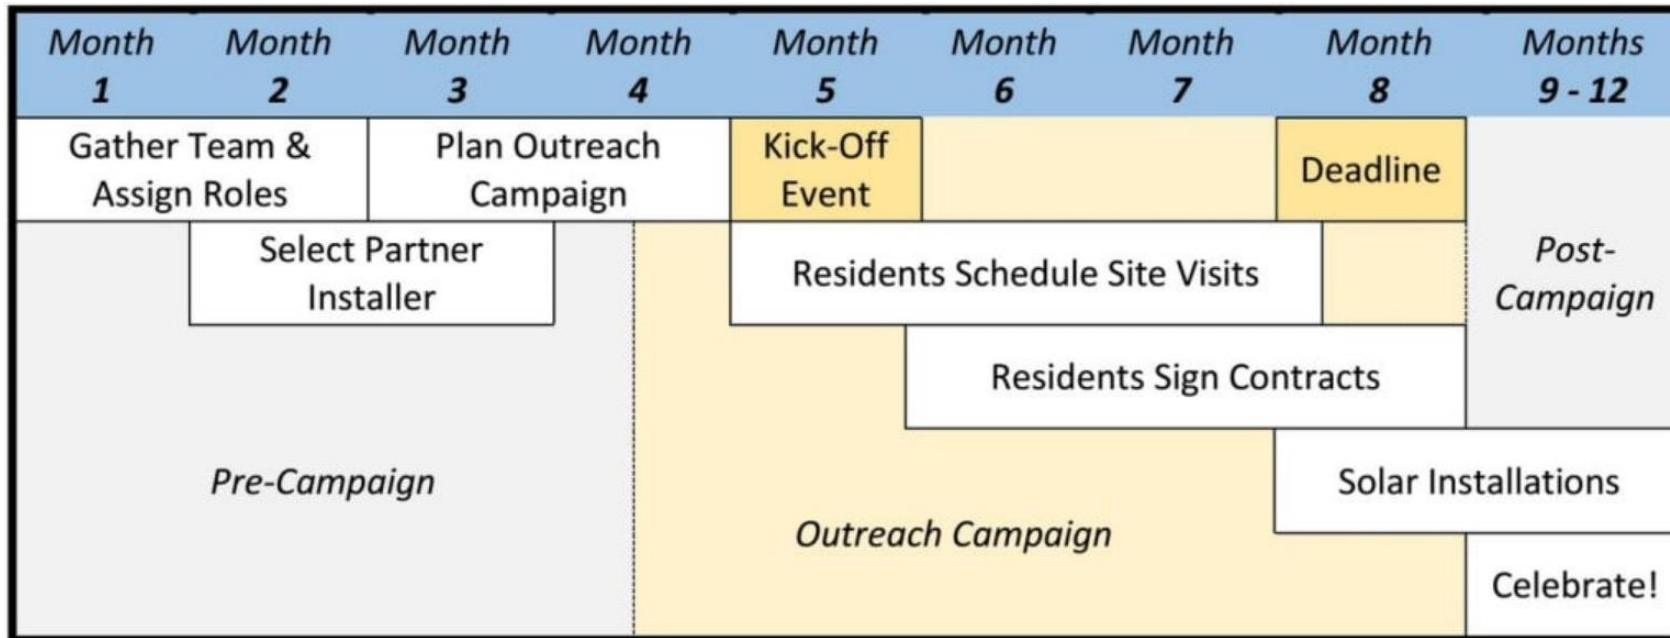 Month Month Month Month Month Month Month Month Months
1 2 3 4 5 6 7 8 9 - 12
Gather Team &
Assign Roles
Plan Outreach
Campaign
Kick-Off
Event
Deadline
Select Partner
Installer
Residents Schedule Site Visits
Post-
Campaign
Residents Sign Contracts
Pre-Campaign
Solar Installations
Outreach Campaign
Celebrate!